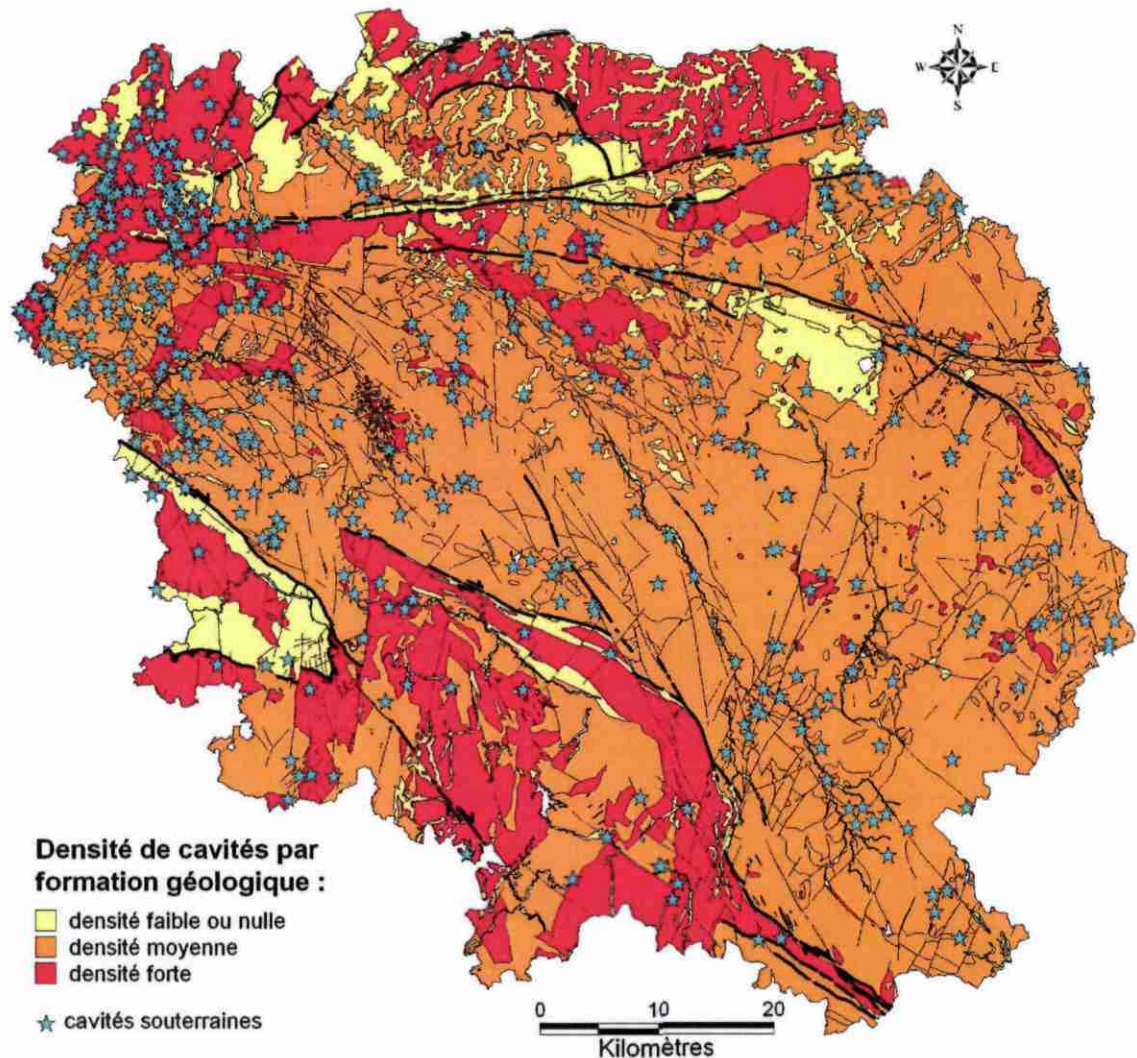 N
W E
S
Densité de cavités par
formation géologique :
densité faible ou nulle
densité moyenne
densité forte
cavités souterraines
0 10 20
Kilomètres